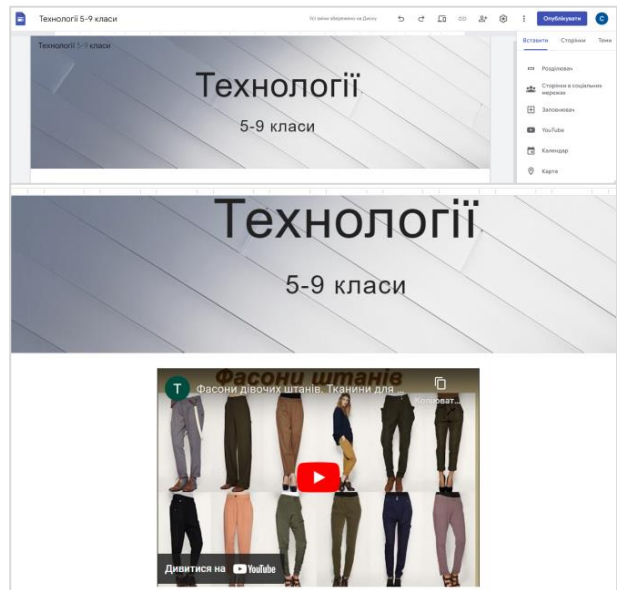 Технології 5-9 класи
Усі зміни збережено на Диску
Опублікувати
С
Вставити Сторінки Теми
Технології 5-9 класи
Технології
5-9 класи
Розділювач
Сторінки в соціальних
мережах
Заповнювач
YouTube
Календар
Карта
Технології
5-9 класи
Фасони штанів
Т
Фасони дівочих штанів. Тканини для ...
Копіюват...
Дивитися на YouTube